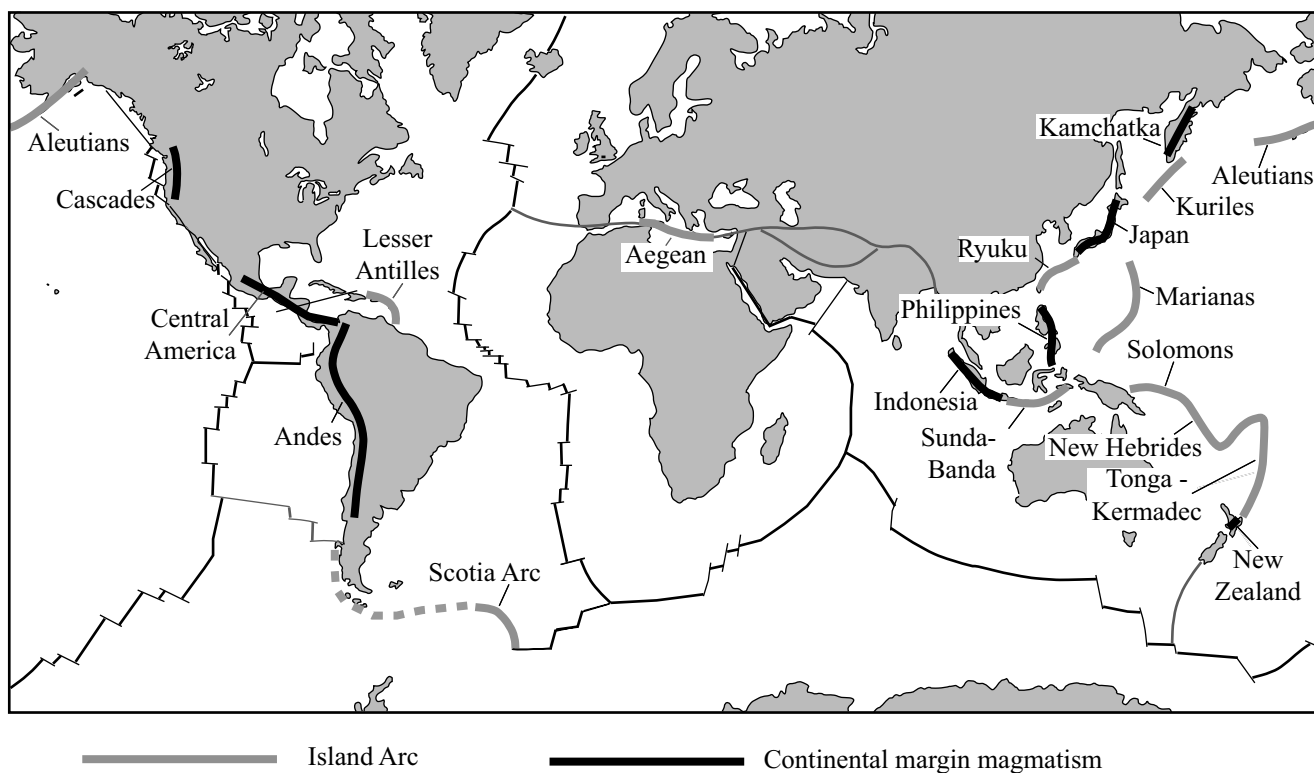 Aleutians
Cascades
Lesser
Antilles
Central
America
Andes
Scotia Arc
Aegean
Kamchatka
Aleutians
Kuriles
Japan
Ryuku
Marianas
Philippines
Solomons
Indonesia
Sunda-
Banda
New Hebrides
Tonga -
Kermadec
New
Zealand
Island Arc
Continental margin magmatism